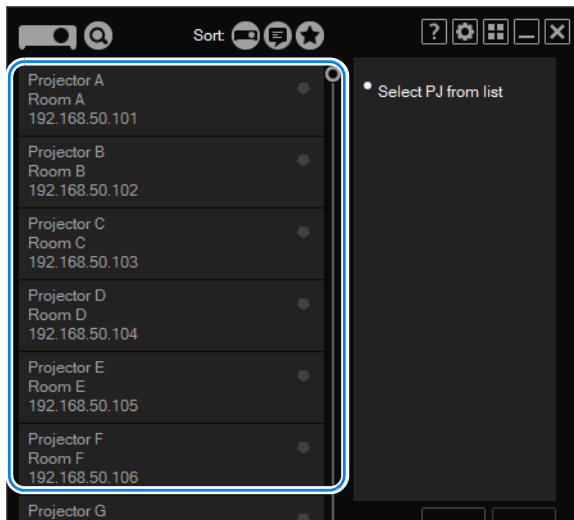 Sort:
?
Projector A
Room A
192.168.50.101
Projector B
Room B
192.168.50.102
Projector C
Room C
192.168.50.103
Projector D
Room D
192.168.50.104
Projector E
Room E
192.168.50.105
Projector F
Room F
192.168.50.106
Projector G
Select PJ from list